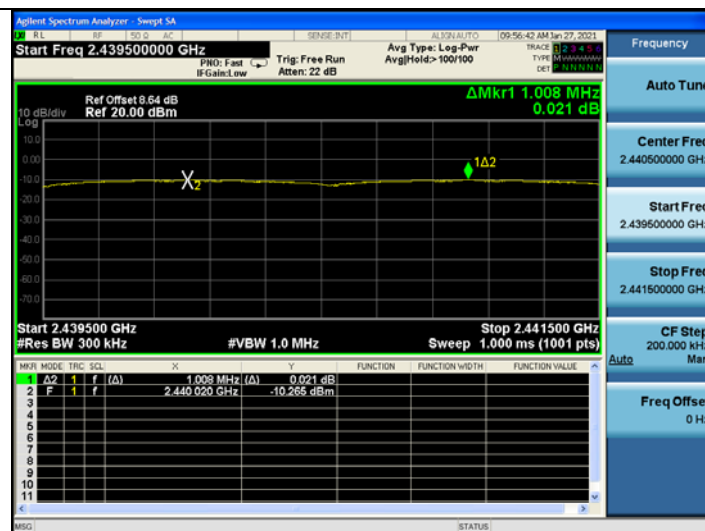 Agilent Spectrum Analyzer - Swept SA
RL RF 50 Ω AC SENSE:INT ALIGNAUTO 09:56:42 AM Jan 27, 2021
Start Freq 2.439500000 GHz
PNO: Fast
IFGain:Low
Trig: Free Run
Atten: 22 dB
Avg Type: Log-Pwr
Avg|Hold:> 100/100
TRACE 1 2 3 4 5 6
TYPE MWWWWW
DET P N N N N N
ΔMkr1 1.008 MHz
0.021 dB
Ref Offset 8.64 dB
10 dB/div Ref 20.00 dBm
Log
10.0
0.00
-10.0
-20.0
-30.0
-40.0
-50.0
-60.0
-70.0
1Δ2
X2
Start 2.439500 GHz Stop 2.441500 GHz
#Res BW 300 kHz #VBW 1.0 MHz Sweep 1.000 ms (1001 pts)
MKR MODE TRC SCL X Y FUNCTION FUNCTION WIDTH FUNCTION VALUE
1 Δ2 1 f (Δ) 1.008 MHz (Δ) 0.021 dB
2 F 1 f 2.440 020 GHz -10.265 dBm
3
4
5
6
7
8
9
10
11
MSG STATUS
Frequency
Auto Tune
Center Freq
2.440500000 GHz
Start Freq
2.439500000 GHz
Stop Freq
2.441500000 GHz
CF Step
200.000 kHz
Auto Man
Freq Offset
0 Hz